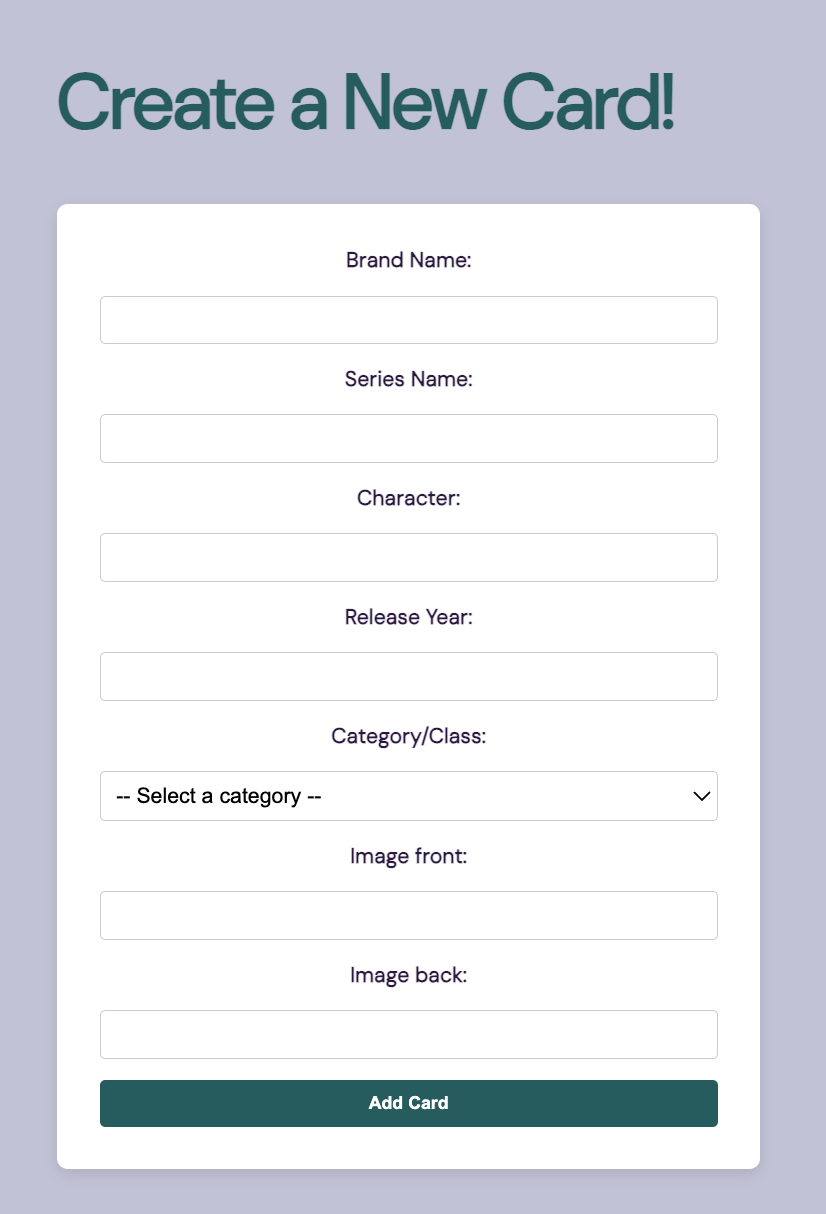 Create a New Card!
Brand Name:
Series Name:
Character:
Release Year:
Category/Class:
-- Select a category --
Image front:
Image back:
Add Card